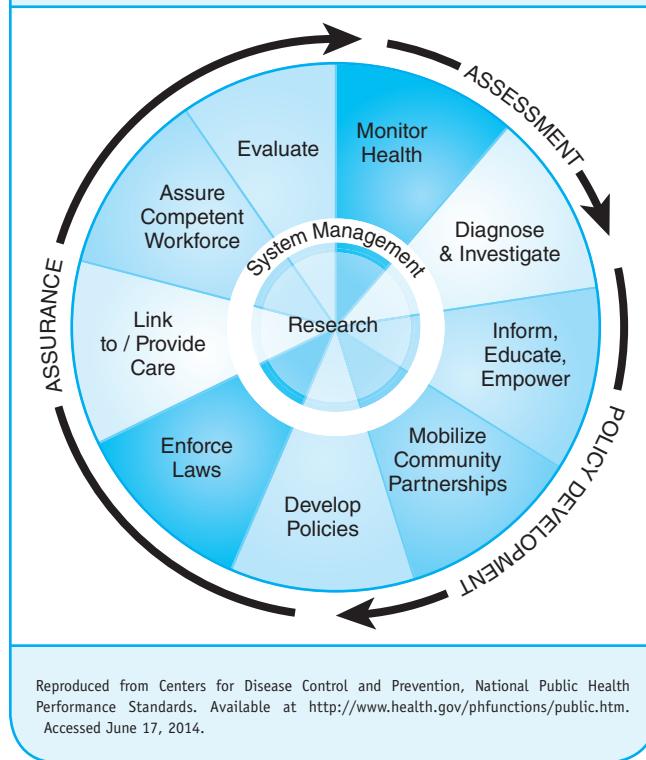 ASSESSMENT
Monitor
Health
Diagnose
& Investigate
Inform,
Educate,
Empower
POLICY DEVELOPMENT
Mobilize
Community
Partnerships
Develop
Policies
Enforce
Laws
ASSURANCE
Link
to / Provide
Care
Assure
Competent
Workforce
Evaluate
System Management
Research
Reproduced from Centers for Disease Control and Prevention, National Public Health
Performance Standards. Available at http://www.health.gov/phfunctions/public.htm.
Accessed June 17, 2014.